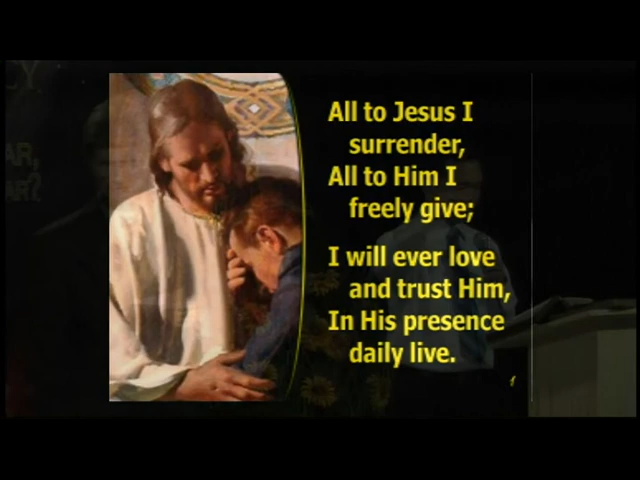 All to Jesus I
surrender,
All to Him I
freely give;
I will ever love
and trust Him,
In His presence
daily live.